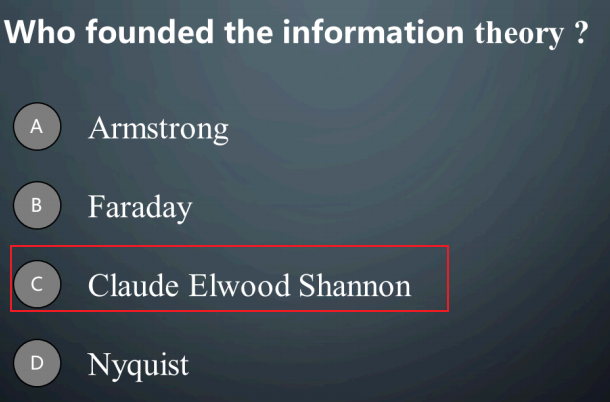 Who founded the information theory ?
A Armstrong
B Faraday
C Claude Elwood Shannon
D Nyquist